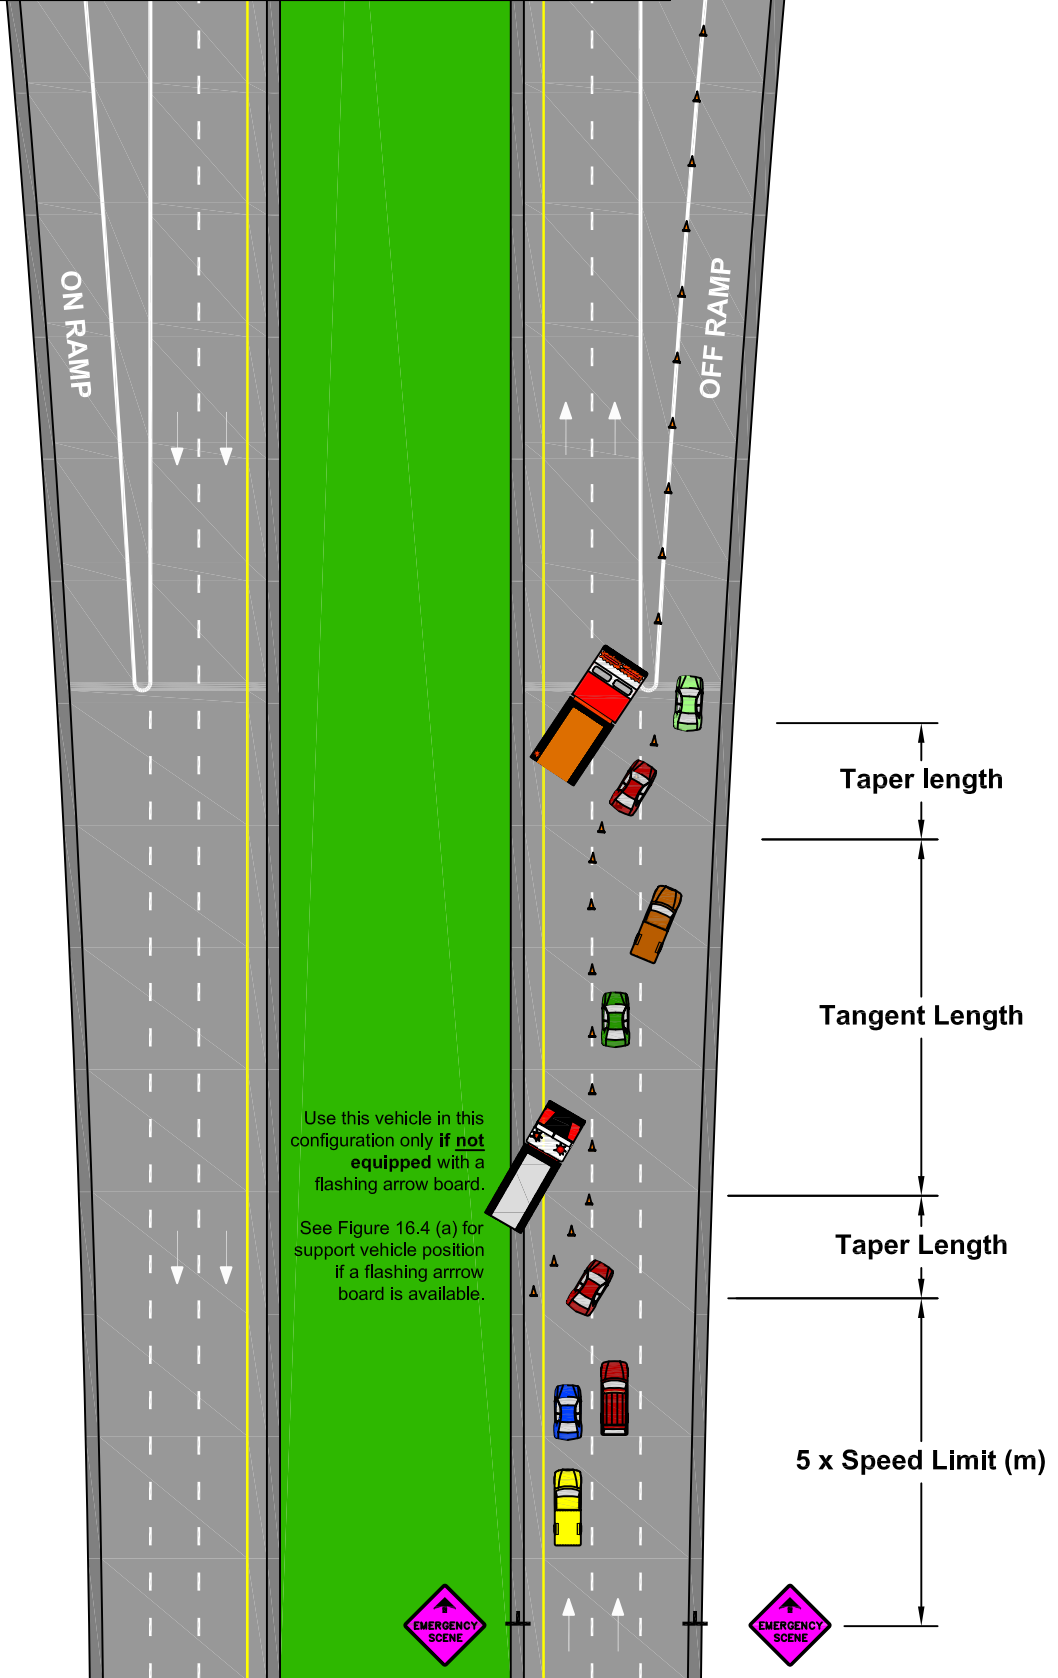 ON RAMP
OFF RAMP
Taper length
Tangent Length
Use this vehicle in this
configuration only if not
equipped with a
flashing arrow board.
See Figure 16.4 (a) for
support vehicle position
if a flashing arrrow
board is available.
Taper Length
5 x Speed Limit (m)
EMERGENCY
SCENE
EMERGENCY
SCENE